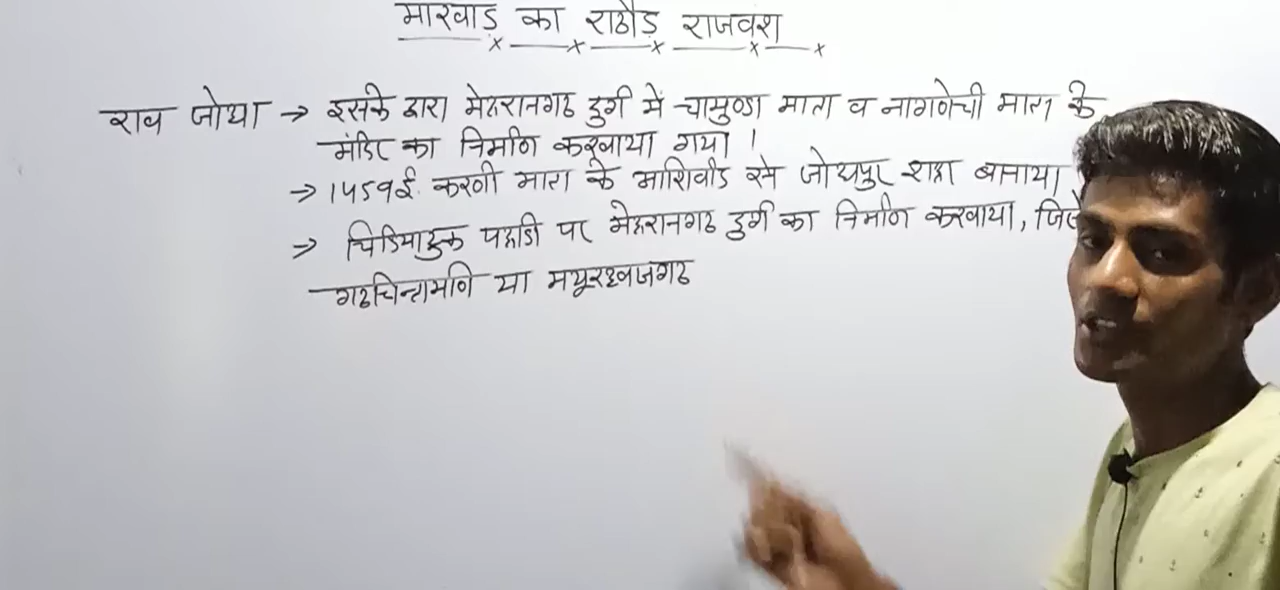 मारवाड़ का राठौड़ राजवंश
राव जोधा → इसके द्वारा मेहरानगढ दुर्ग में चामुण्डा माता व नागणेची माता के
मंदिर का निर्माण करवाया गया ।
→ 1459ई. करणी माता के आशिर्वाद से जोधपुर शहर बसाया
→ चिडियाटुक पहाडी पर मेहरानगढ दुर्ग का निर्माण करवाया,
गढचिन्तामणि या मयूरध्वजगढ